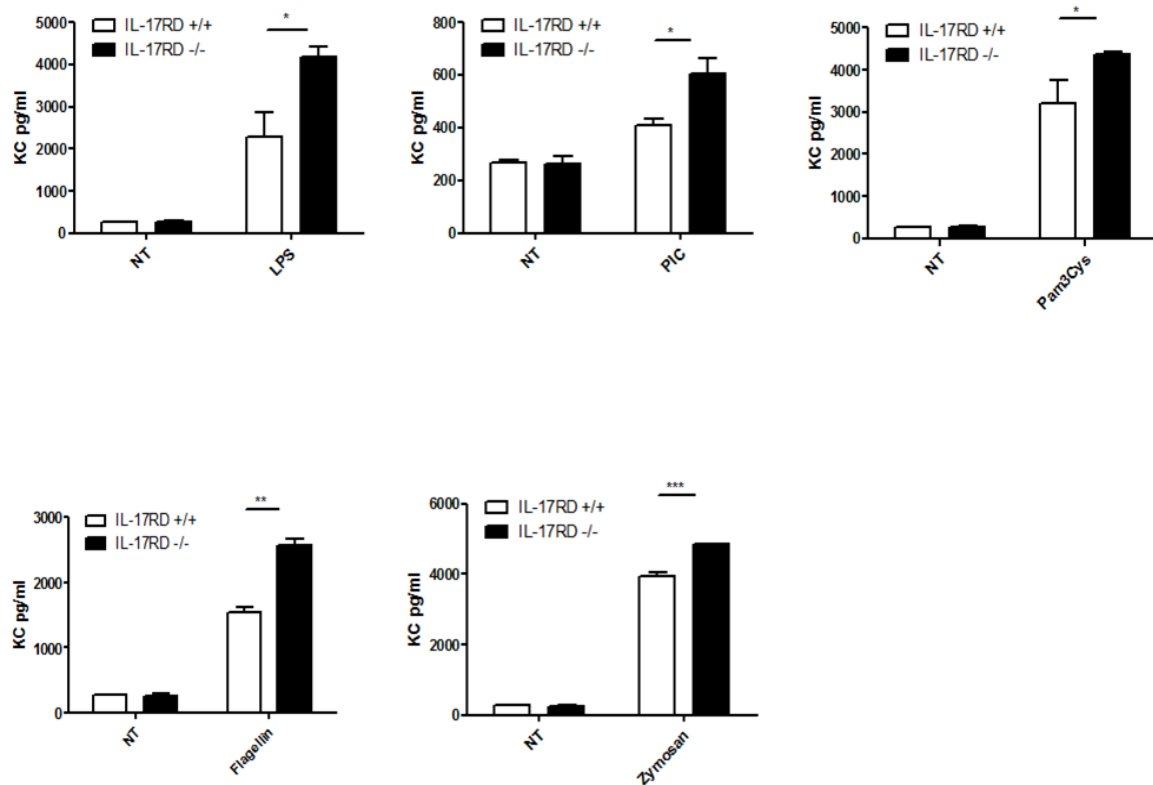 *
IL-17RD +/+
IL-17RD -/-
KC pg/ml
5000
4000
3000
2000
1000
0
NT
LPS
*
IL-17RD +/+
IL-17RD -/-
KC pg/ml
800
600
400
200
0
NT
PIC
*
IL-17RD +/+
IL-17RD -/-
KC pg/ml
5000
4000
3000
2000
1000
0
NT
Pam3Cys
**
IL-17RD +/+
IL-17RD -/-
KC pg/ml
3000
2000
1000
0
NT
Flagellin
***
IL-17RD +/+
IL-17RD -/-
KC pg/ml
6000
4000
2000
0
NT
Zymosan